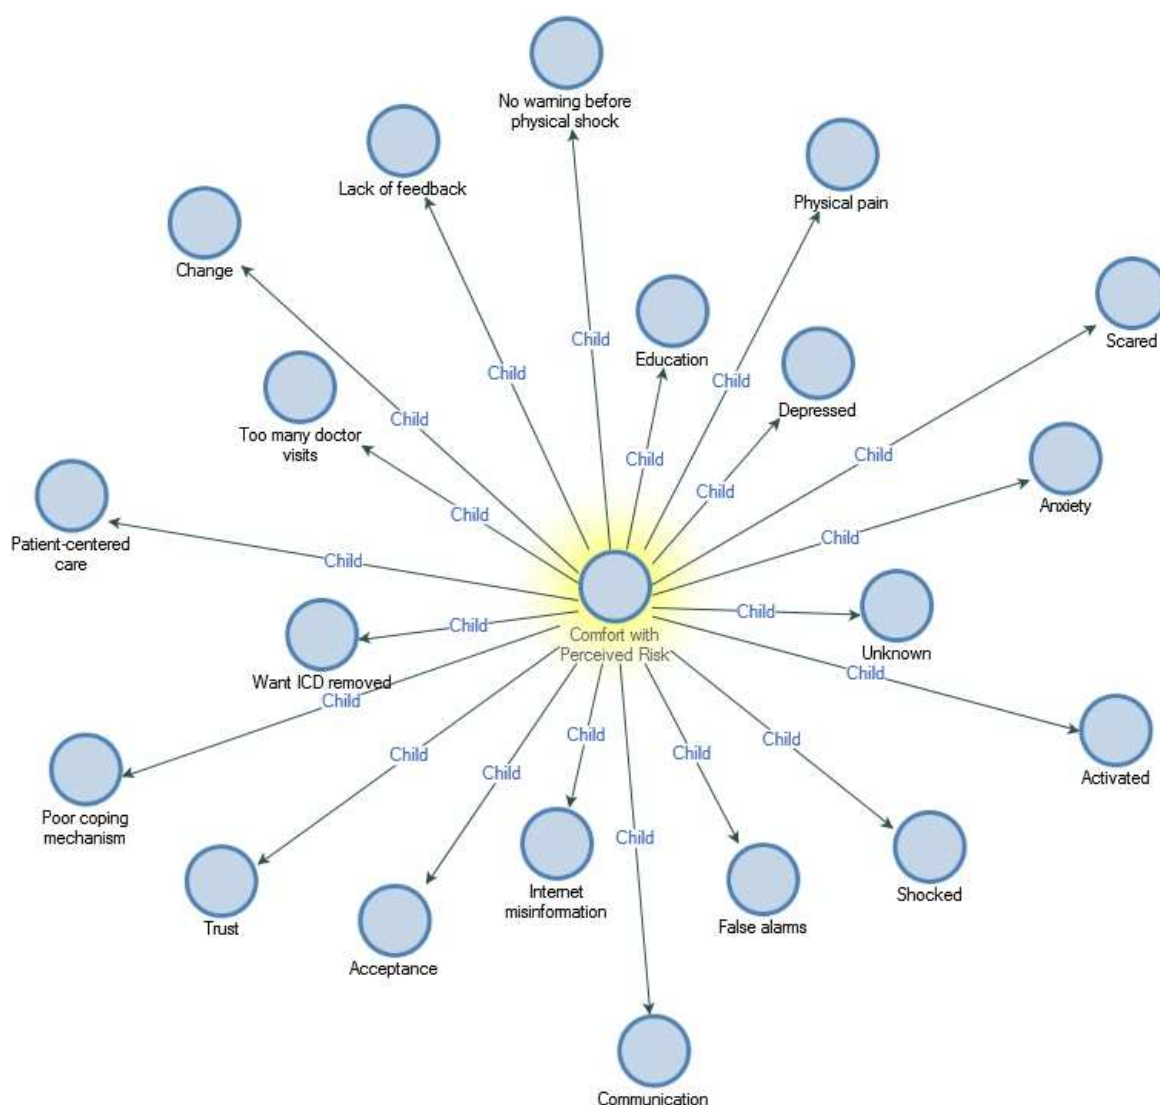 No warning before
physical shock
Lack of feedback
Physical pain
Change
Scared
Child
Education
Child
Child
Depressed
Child
Too many doctor
visits
Child
Child
Child
Child
Anxiety
Child
Patient-centered
care
Child
Child
Child
Child
Unknown
Comfort with
Perceived Risk
Want ICD removed
Child
Child
Activated
Child
Child
Child
Child
Child
Poor coping
mechanism
Child
Shocked
Internet
misinformation
Trust
False alarms
Acceptance
Communication